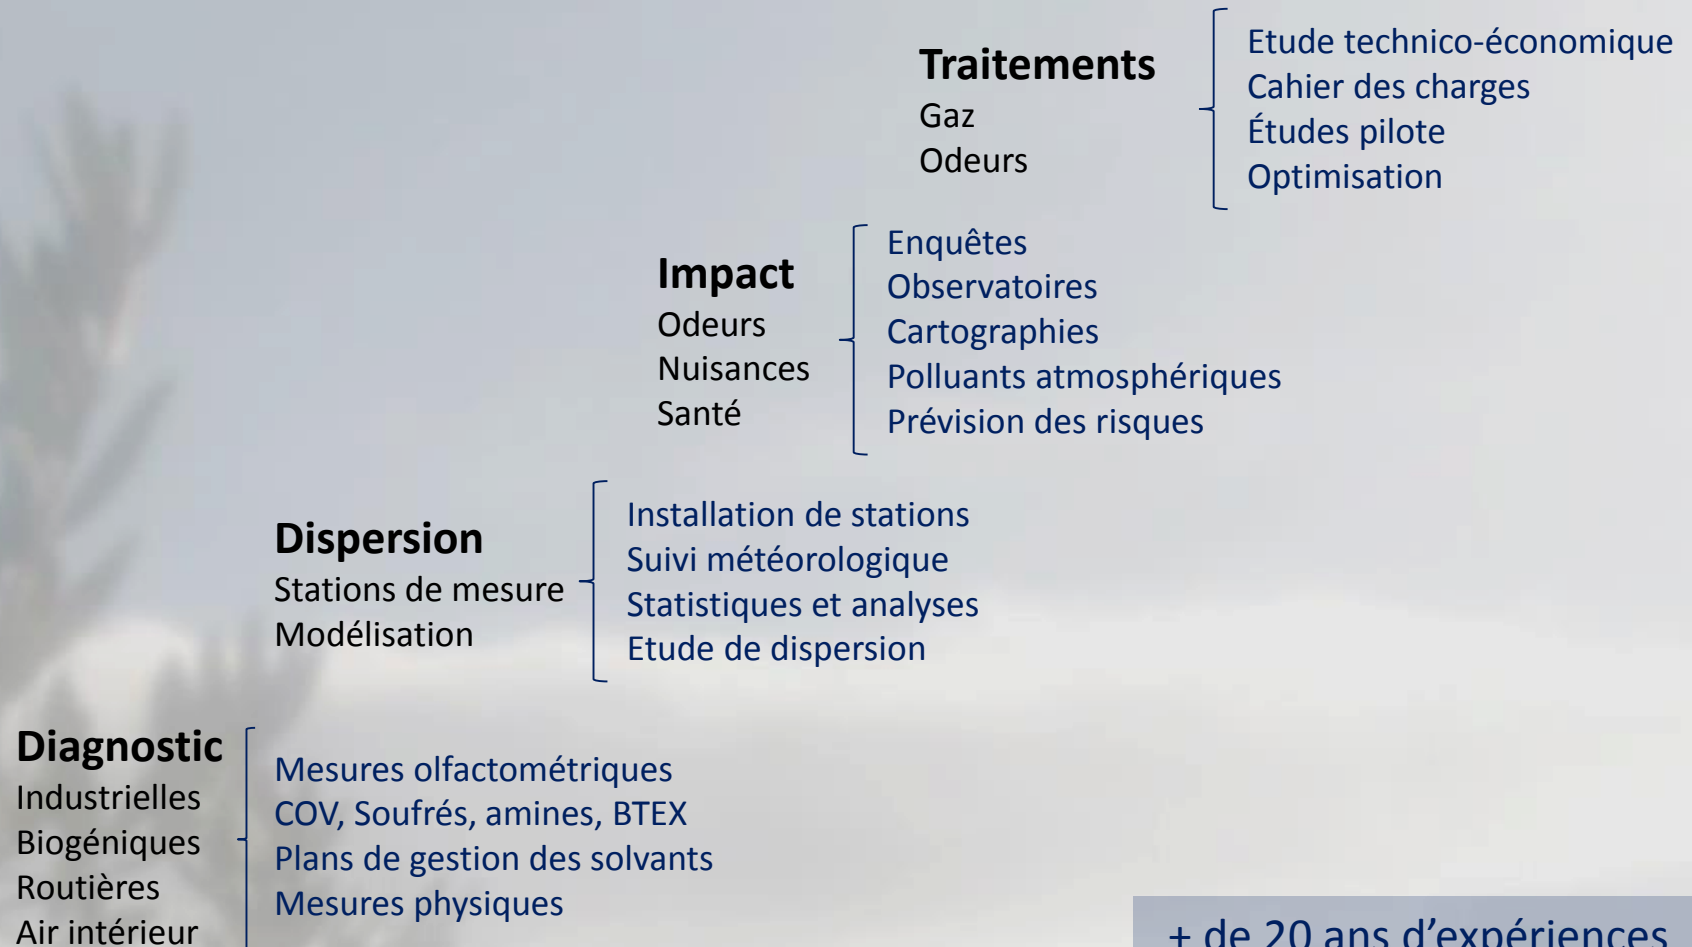 Traitements
Gaz
Odeurs
Etude technico-économique
Cahier des charges
Études pilote
Optimisation
Impact
Odeurs
Nuisances
Santé
Enquêtes
Observatoires
Cartographies
Polluants atmosphériques
Prévision des risques
Dispersion
Stations de mesure
Modélisation
Installation de stations
Suivi météorologique
Statistiques et analyses
Etude de dispersion
Diagnostic
Industrielles
Biogéniques
Routières
Air intérieur
Mesures olfactométriques
COV, Soufrés, amines, BTEX
Plans de gestion des solvants
Mesures physiques
+ de 20 ans d’expériences